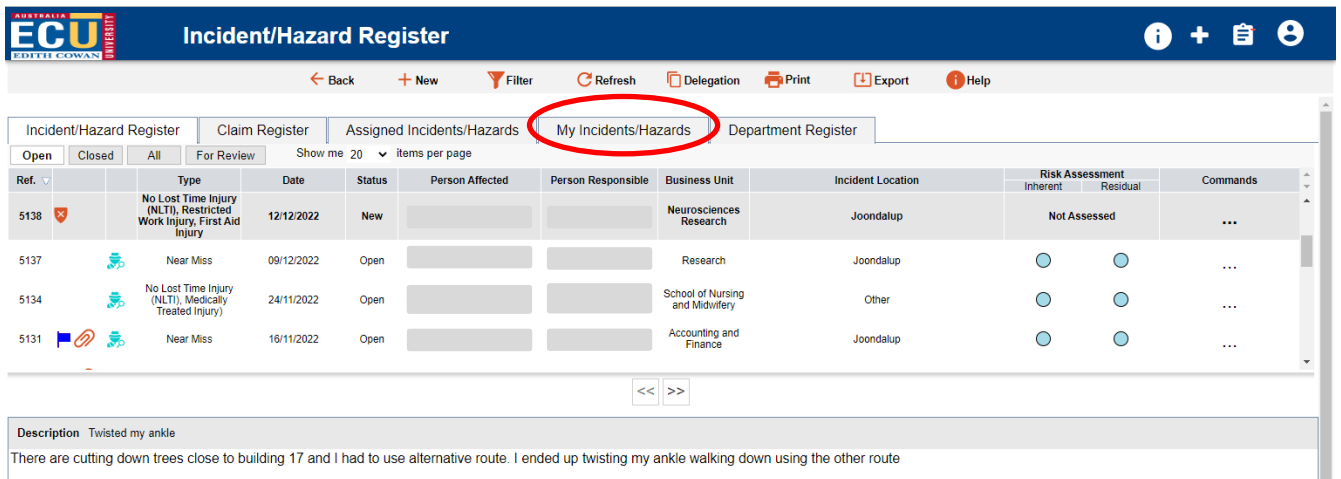 AUSTRALIA
ECU
EDITH COWAN
UNIVERSITY
Incident/Hazard Register
Back New Filter Refresh Delegation Print Export Help
Incident/Hazard Register Claim Register Assigned Incidents/Hazards My Incidents/Hazards Department Register
Open Closed All For Review Show me 20 items per page
Ref. Type Date Status Person Affected Person Responsible Business Unit Incident Location Risk Assessment Commands
Inherent Residual
5138 No Lost Time Injury (NLTI), Restricted Work Injury, First Aid Injury 12/12/2022 New Neurosciences Research Joondalup Not Assessed ...
5137 Near Miss 09/12/2022 Open Research Joondalup ...
5134 No Lost Time Injury (NLTI), Medically Treated Injury) 24/11/2022 Open School of Nursing and Midwifery Other ...
5131 Near Miss 16/11/2022 Open Accounting and Finance Joondalup ...
<< >>
Description Twisted my ankle
There are cutting down trees close to building 17 and I had to use alternative route. I ended up twisting my ankle walking down using the other route